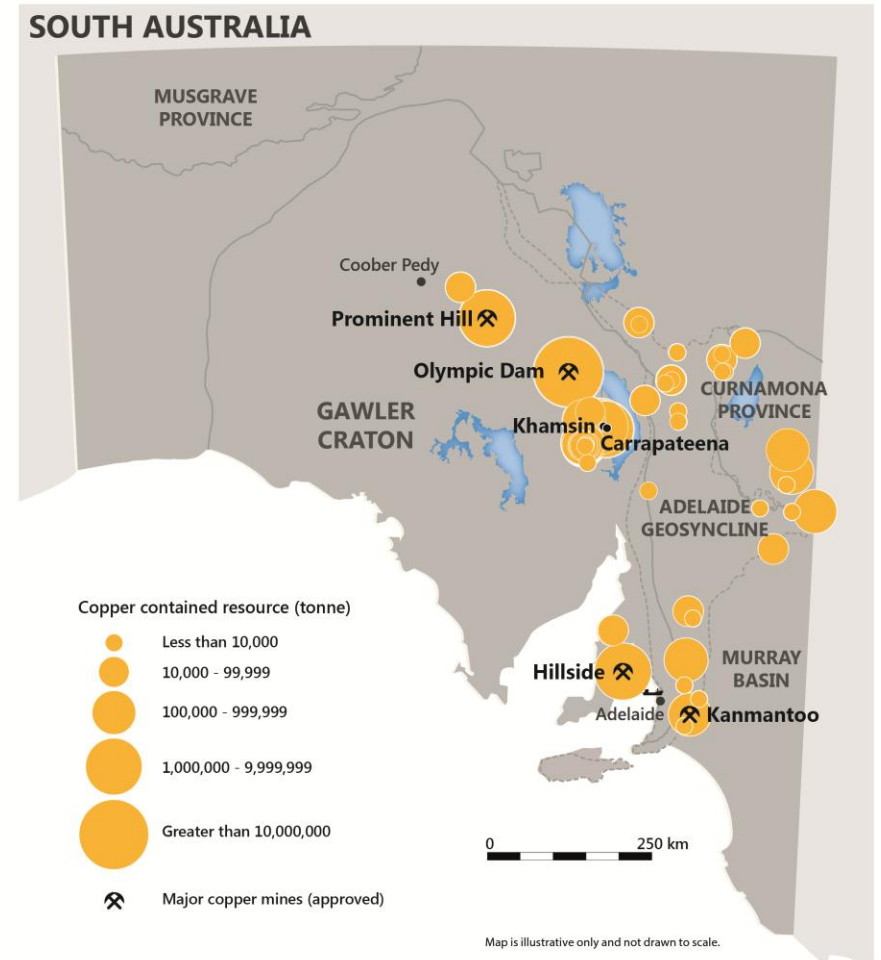 SOUTH AUSTRALIA
MUSGRAVE
PROVINCE
Coober Pedy
Prominent Hill
Olympic Dam
CURNAMONA
PROVINCE
GAWLER
CRATON
Khamsin
Carrapateena
ADELAIDE
GEOSYNCLINE
Copper contained resource (tonne)
Less than 10,000
10,000 - 99,999
100,000 - 999,999
1,000,000 - 9,999,999
Greater than 10,000,000
Major copper mines (approved)
Hillside
MURRAY
BASIN
Adelaide
Kanmantoo
0 250 km
Map is illustrative only and not drawn to scale.